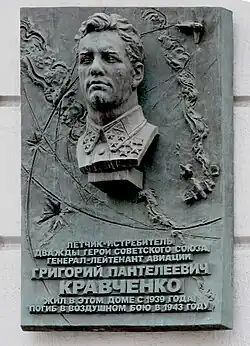 ЛЕТЧИК-ИСТРЕБИТЕЛЬ
ДВАЖДЫ ГЕРОЙ СОВЕТСКОГО СОЮЗА
ГЕНЕРАЛ-ЛЕЙТЕНАНТ АВИАЦИИ
ГРИГОРИЙ ПАНТЕЛЕЕВИЧ
КРАВЧЕНКО
ЖИЛ В ЭТОМ ДОМЕ С 1939 ГОДА
ПОГИБ В ВОЗДУШНОМ БОЮ В 1943 ГОДУ